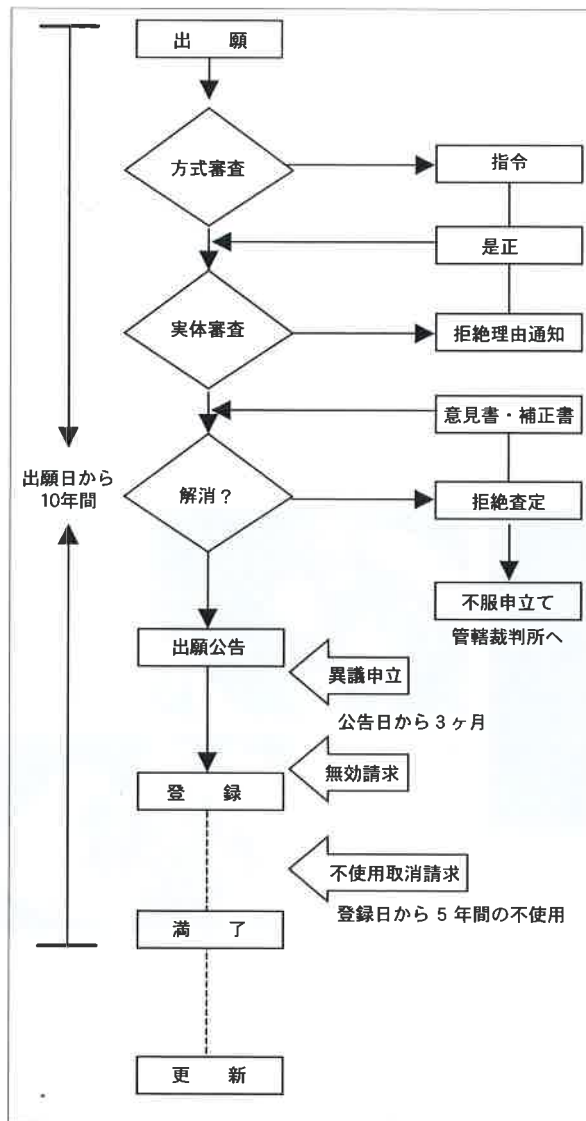 出 願
方式審査
指令
是正
実体審査
拒絶理由通知
意見書・補正書
出願日から
10年間
解消？
拒絶査定
不服申立て
管轄裁判所へ
出願公告
異議申立
公告日から3ヶ月
無効請求
登 録
不使用取消請求
登録日から5年間の不使用
満 了
更 新